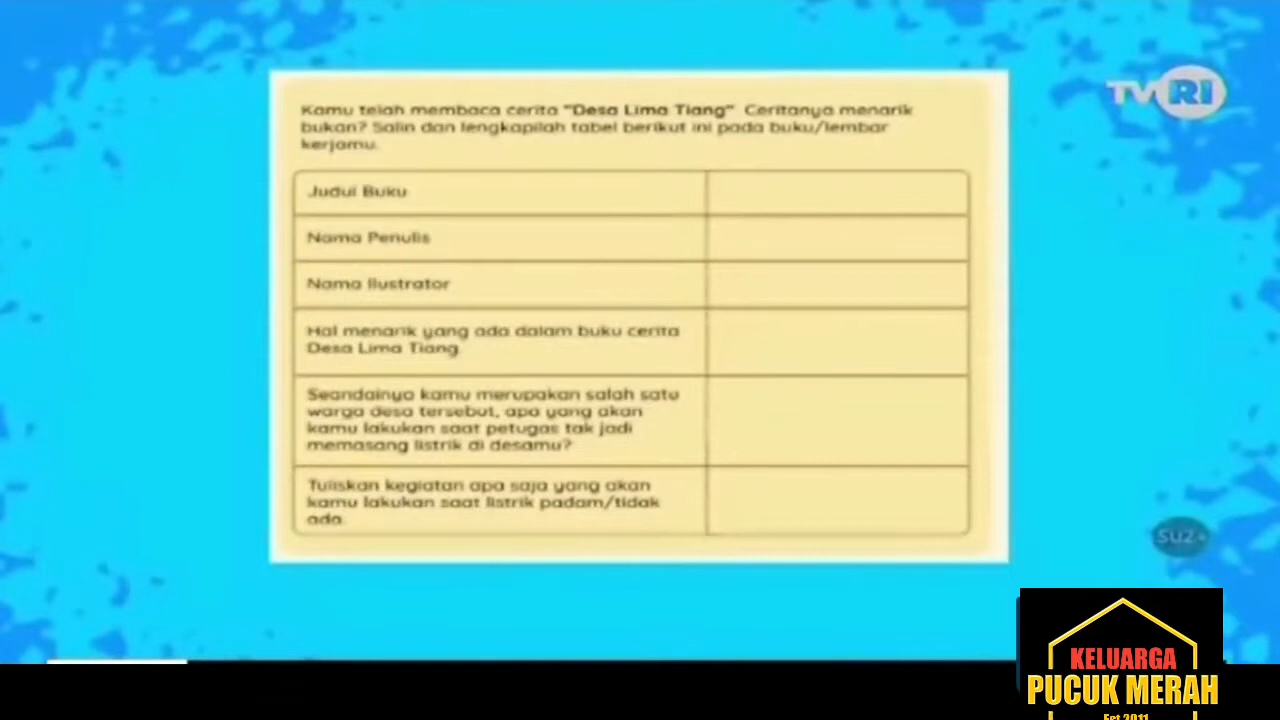 TVRI
Kamu telah membaca cerita "Desa Lima Tiang" Ceritanya menarik
bukan? Salin dan lengkapilah tabel berikut ini pada buku/lembar
kerjamu.
Judul Buku
Nama Penulis
Nama Ilustrator
Hal menarik yang ada dalam buku cerita
Desa Lima Tiang
Seandainya kamu merupakan salah satu
warga desa tersebut, apa yang akan
kamu lakukan saat petugas tak jadi
memasang listrik di desamu?
Tuliskan kegiatan apa saja yang akan
kamu lakukan saat listrik padam/tidak
ada.
SU2+
KELUARGA
PUCUK MERAH
Est 2011